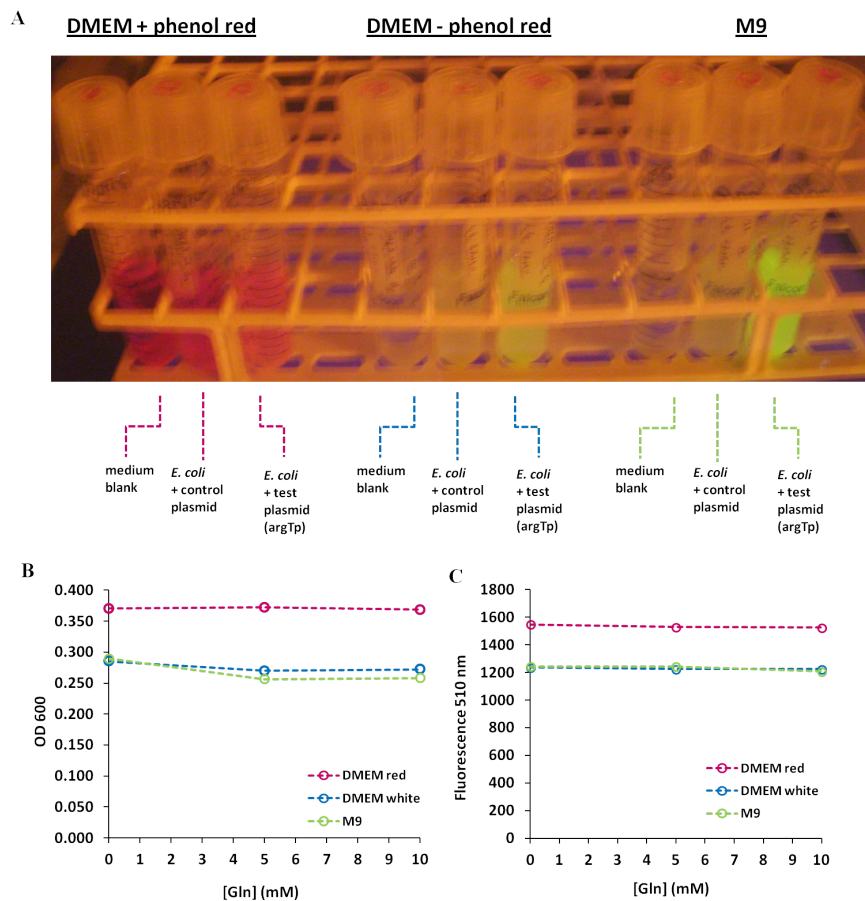 A
DMEM + phenol red
DMEM - phenol red
M9
Falcon
Falcon
medium
blank
E. coli
+ control
plasmid
E. coli
+ test
plasmid
(argTp)
medium
blank
E. coli
+ control
plasmid
E. coli
+ test
plasmid
(argTp)
medium
blank
E. coli
+ control
plasmid
E. coli
+ test
plasmid
(argTp)
B
0.400
0.350
0.300
0.250
0.200
0.150
0.100
0.050
0.000
OD 600
DMEM red
DMEM white
M9
0 1 2 3 4 5 6 7 8 9 10
[Gln] (mM)
C
1800
1600
1400
1200
1000
800
600
400
200
0
Fluorescence 510 nm
DMEM red
DMEM white
M9
0 1 2 3 4 5 6 7 8 9 10
[Gln] (mM)